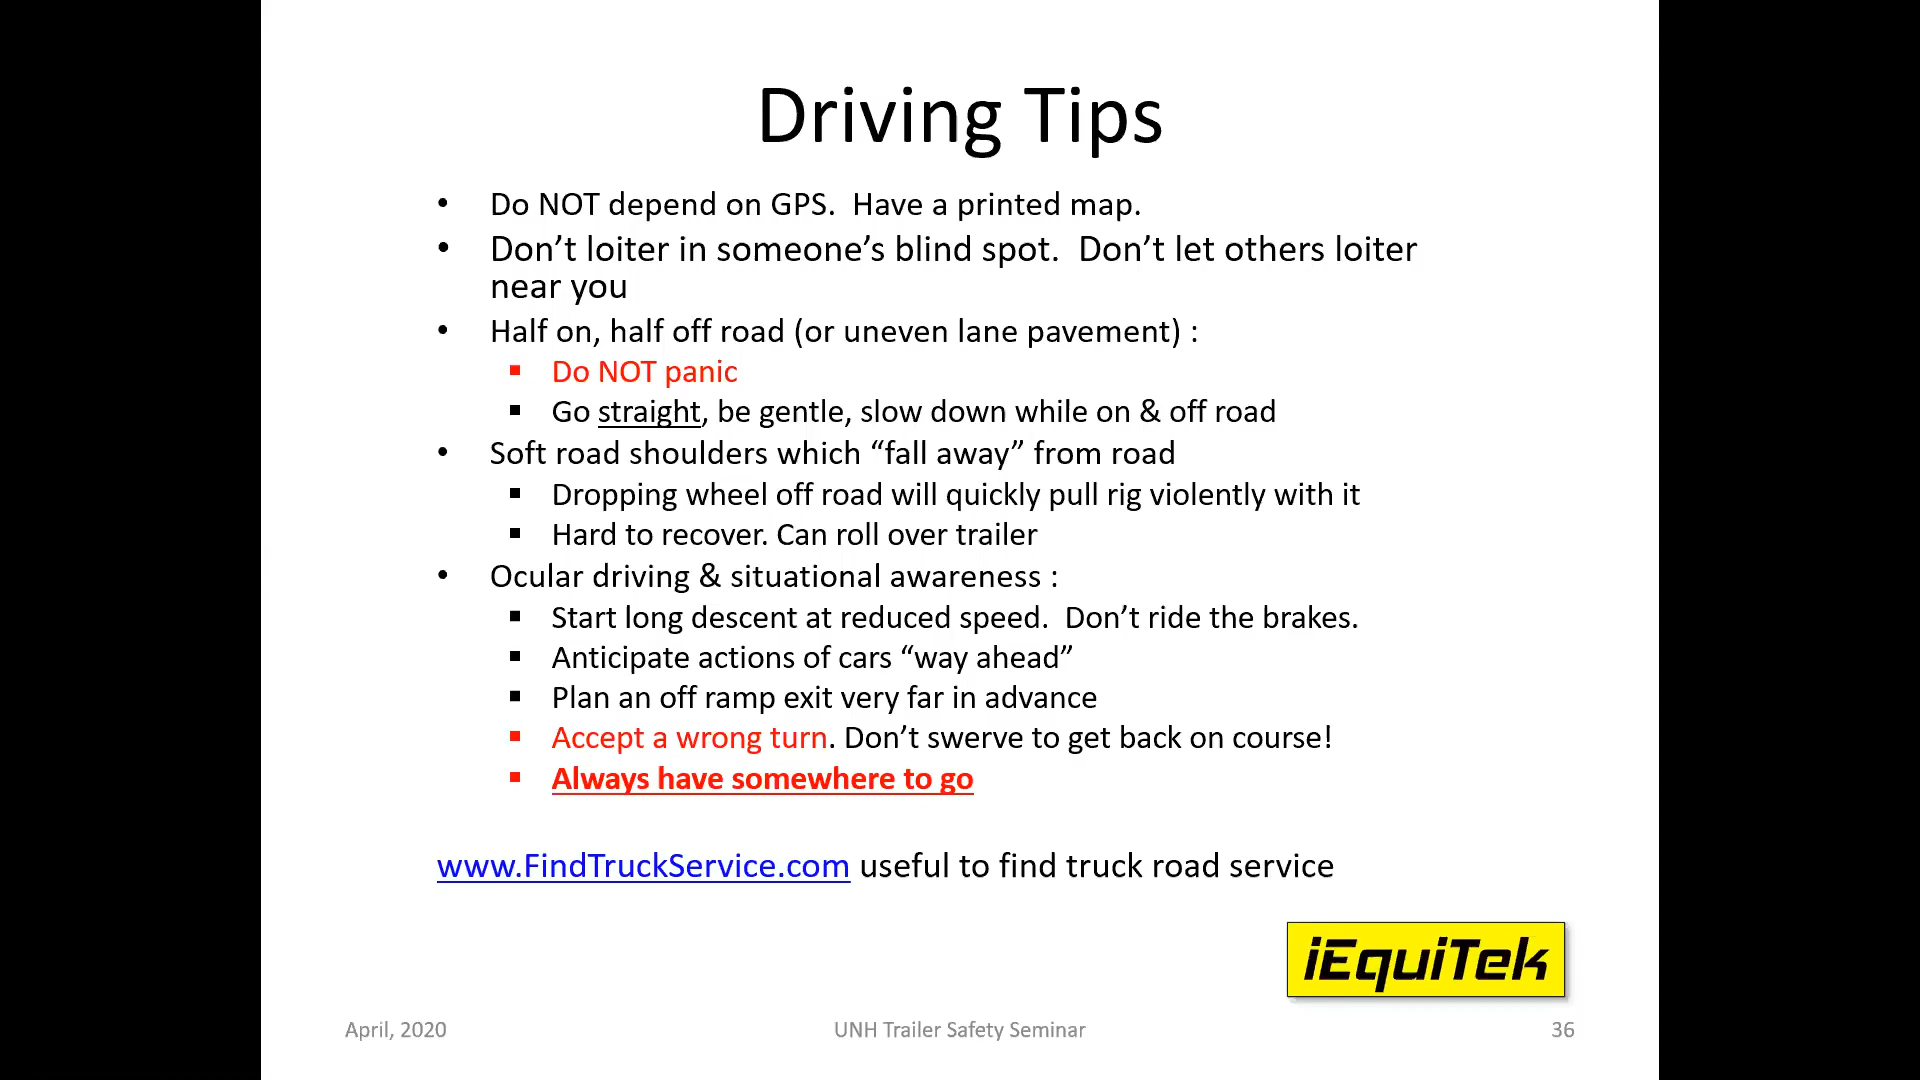 Driving Tips
• Do NOT depend on GPS.  Have a printed map.
• Don’t loiter in someone’s blind spot.  Don’t let others loiter
near you
• Half on, half off road (or uneven lane pavement) :
▪ Do NOT panic
▪ Go straight, be gentle, slow down while on & off road
• Soft road shoulders which “fall away” from road
▪ Dropping wheel off road will quickly pull rig violently with it
▪ Hard to recover. Can roll over trailer
• Ocular driving & situational awareness :
▪ Start long descent at reduced speed.  Don’t ride the brakes.
▪ Anticipate actions of cars “way ahead”
▪ Plan an off ramp exit very far in advance
▪ Accept a wrong turn. Don’t swerve to get back on course!
▪ Always have somewhere to go
www.FindTruckService.com useful to find truck road service
iEquiTek
April, 2020
UNH Trailer Safety Seminar
36